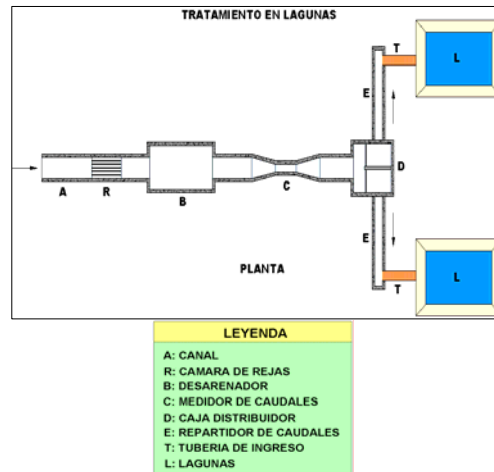 TRATAMIENTO EN LAGUNAS
T
L
E
A
R
B
C
D
E
PLANTA
T
L
LEYENDA
A: CANAL
R: CAMARA DE REJAS
B: DESARENADOR
C: MEDIDOR DE CAUDALES
D: CAJA DISTRIBUIDOR
E: REPARTIDOR DE CAUDALES
T: TUBERIA DE INGRESO
L: LAGUNAS